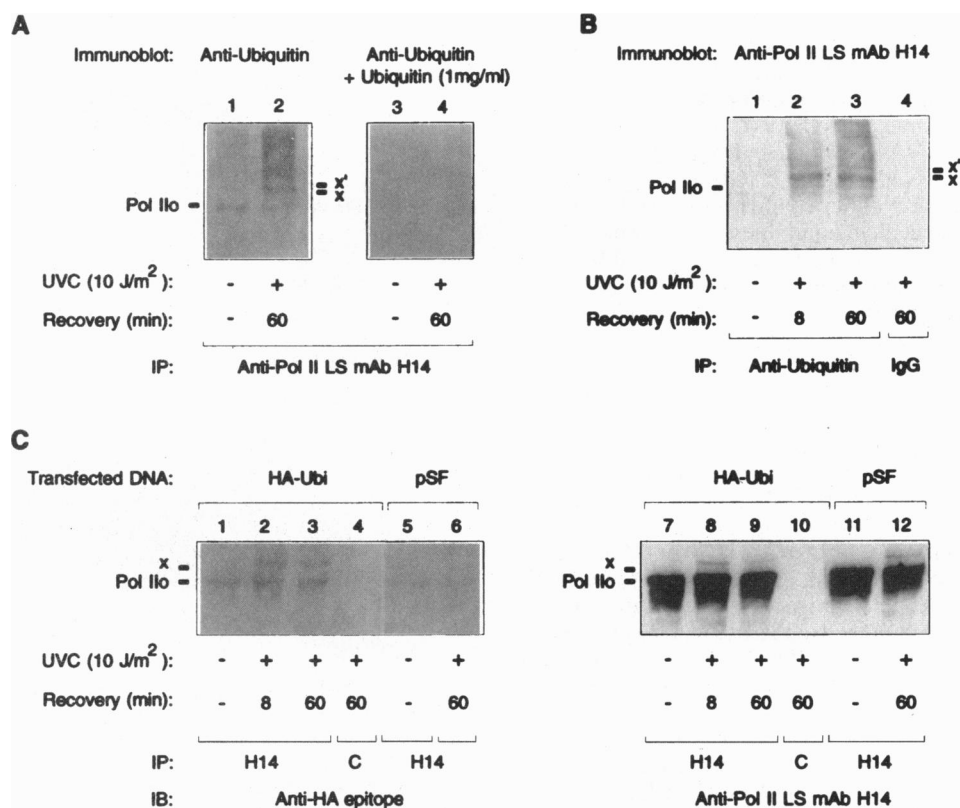 A
Immunoblot: Anti-Ubiquitin Anti-Ubiquitin
+ Ubiquitin (1mg/ml)
1 2 3 4
x'
x
Pol IIo
UVC (10 J/m2): - + - +
Recovery (min): - 60 - 60
IP: Anti-Pol II LS mAb H14
B
Immunoblot: Anti-Pol II LS mAb H14
1 2 3 4
x'
x
Pol IIo
UVC (10 J/m2): - + + +
Recovery (min): - 8 60 60
IP: Anti-Ubiquitin IgG
C
Transfected DNA: HA-Ubi pSF
1 2 3 4 5 6
x
Pol IIo
UVC (10 J/m2): - + + + - +
Recovery (min): - 8 60 60 - 60
IP: H14 C H14
IB: Anti-HA epitope
HA-Ubi pSF
7 8 9 10 11 12
x
Pol IIo
- + + + - +
- 8 60 60 - 60
H14 C H14
Anti-Pol II LS mAb H14